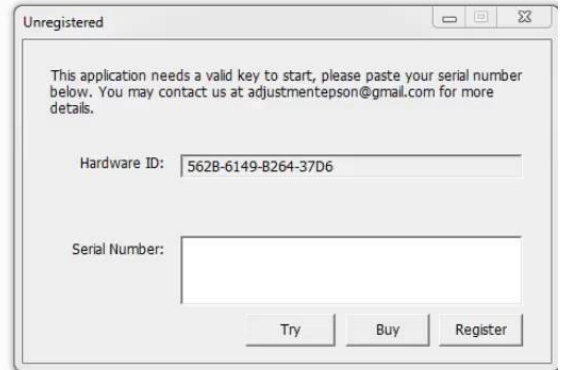 Unregistered
This application needs a valid key to start, please paste your serial number
below. You may contact us at adjustmentepson@gmail.com for more
details.
Hardware ID: 562B-6149-B264-37D6
Serial Number:
Try Buy Register